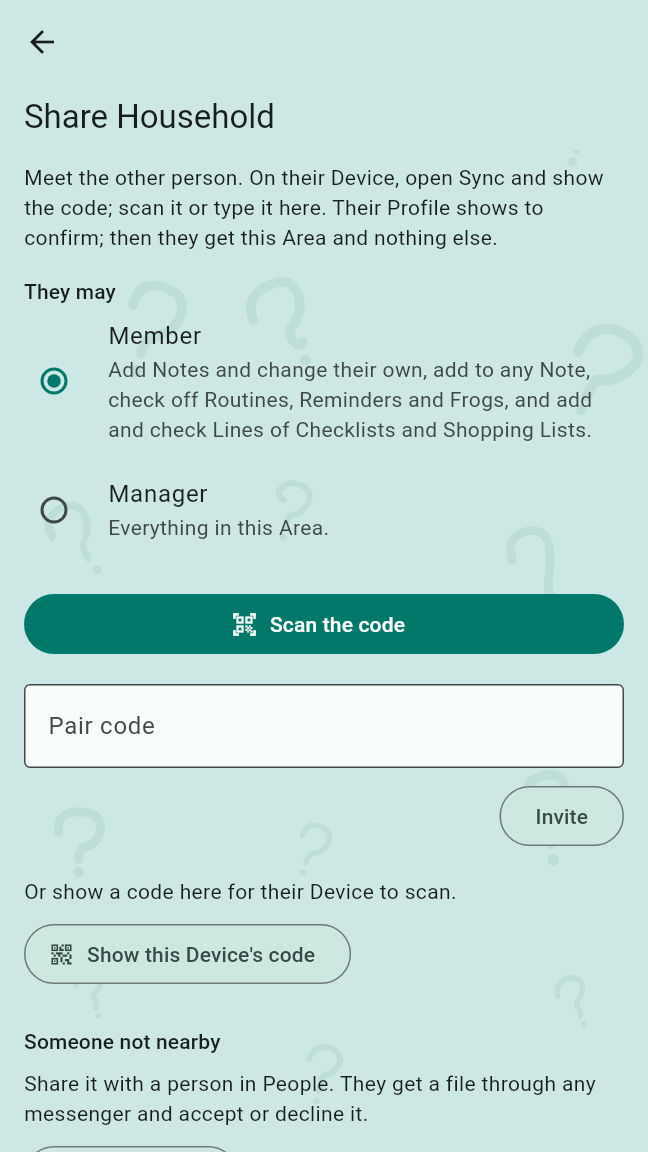 Share Household
Meet the other person. On their Device, open Sync and show
the code; scan it or type it here. Their Profile shows to
confirm; then they get this Area and nothing else.
They may
Member
Add Notes and change their own, add to any Note,
check off Routines, Reminders and Frogs, and add
and check Lines of Checklists and Shopping Lists.
Manager
Everything in this Area.
Scan the code
Pair code
Invite
Or show a code here for their Device to scan.
Show this Device's code
Someone not nearby
Share it with a person in People. They get a file through any
messenger and accept or decline it.